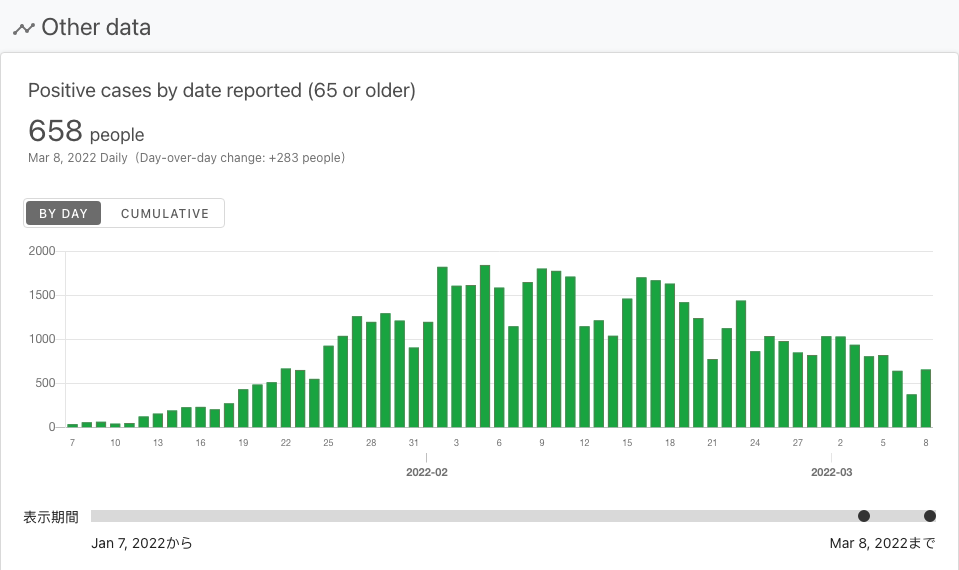 Other data
Positive cases by date reported (65 or older)
658 people
Mar 8, 2022 Daily（Day-over-day change: +283 people）
BY DAY CUMULATIVE
2000
1500
1000
500
0
7 10 13 16 19 22 25 28 31 3 6 9 12 15 18 21 24 27 2 5 8
2022-02 2022-03
表示期間
Jan 7, 2022から Mar 8, 2022まで